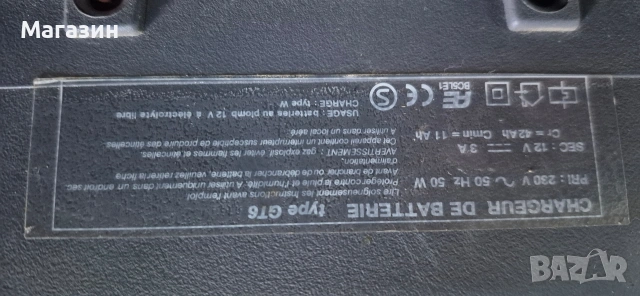 Магазин
CHARGEUR DE BATTERIE type GT6
Lire soigneusement les instructions avant l'emploi
Protéger contre la pluie et l'humidité, à utiliser uniquement dans un endroit sec.
Avant de brancher ou de débrancher la batterie, veuillez retirer la fiche
d'alimentation.
AVERTISSEMENT : gaz explosif, éviter les flammes et étincelles
Cet appareil contient un interrupteur susceptible de produire des étincelles
A utiliser dans un local aéré
USAGE: batteries au plomb 12 V à électrolyte libre
CHARGE : type W
PRI : 230 V ∿ 50 Hz 50 W
SEC : 12 V ⎓ 3 A
Cr = 42Ah Cmin = 11 Ah
S
CE
BC5LE1
BAZAR